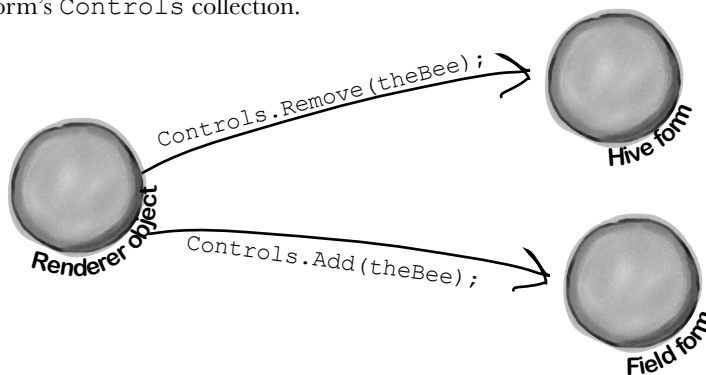 orm's Controls collection.
Controls.Remove(theBee);
Hive form
Renderer object
Controls.Add(theBee);
Field form